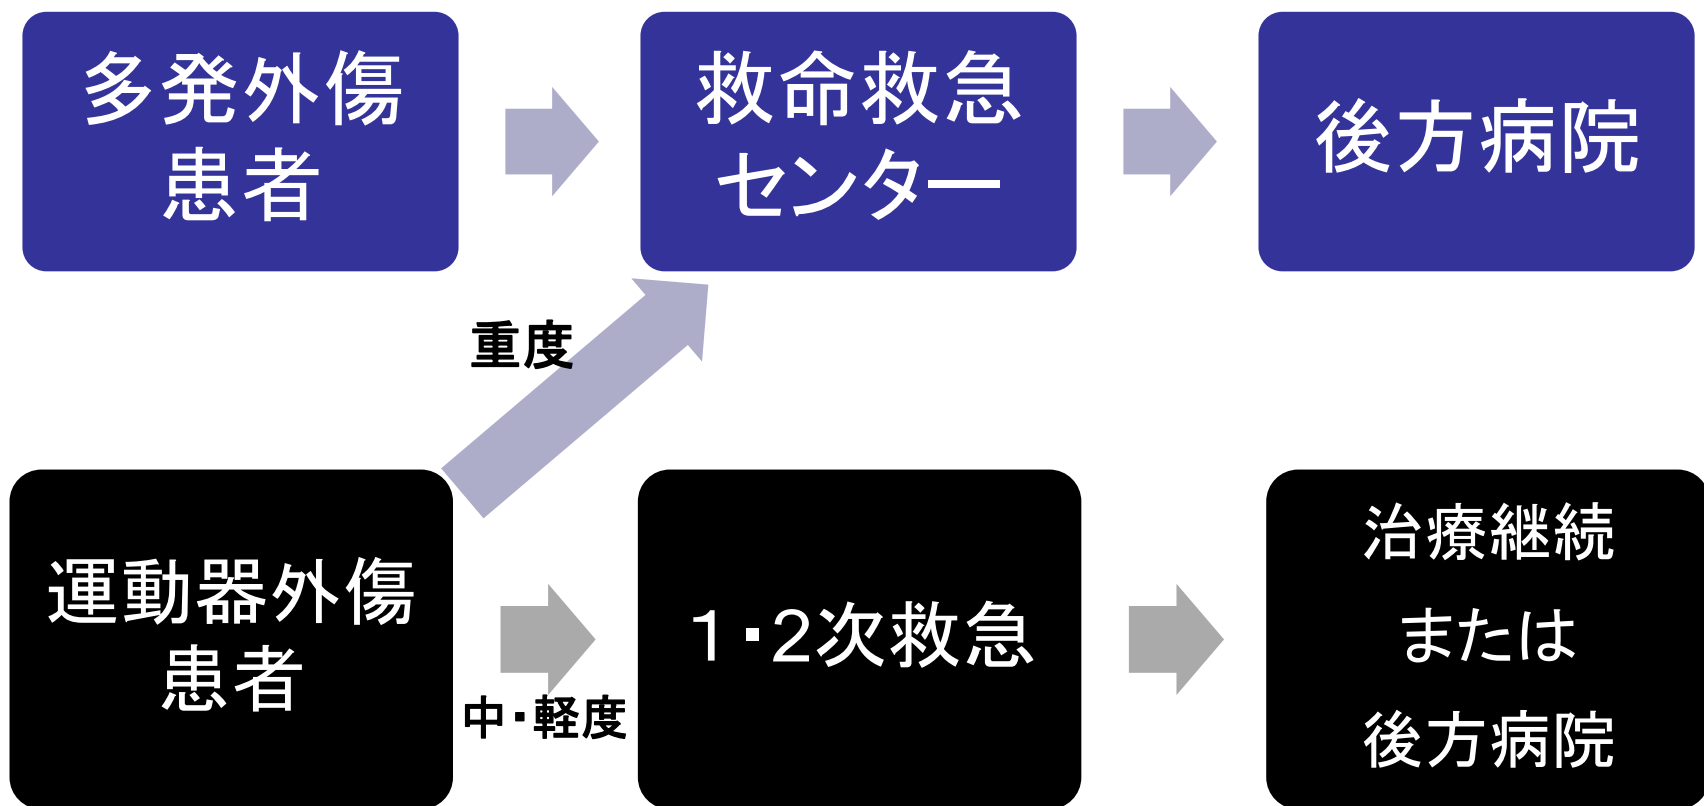 多発外傷
患者
救命救急
センター
後方病院
重度
運動器外傷
患者
中・軽度
1・2次救急
治療継続
または
後方病院